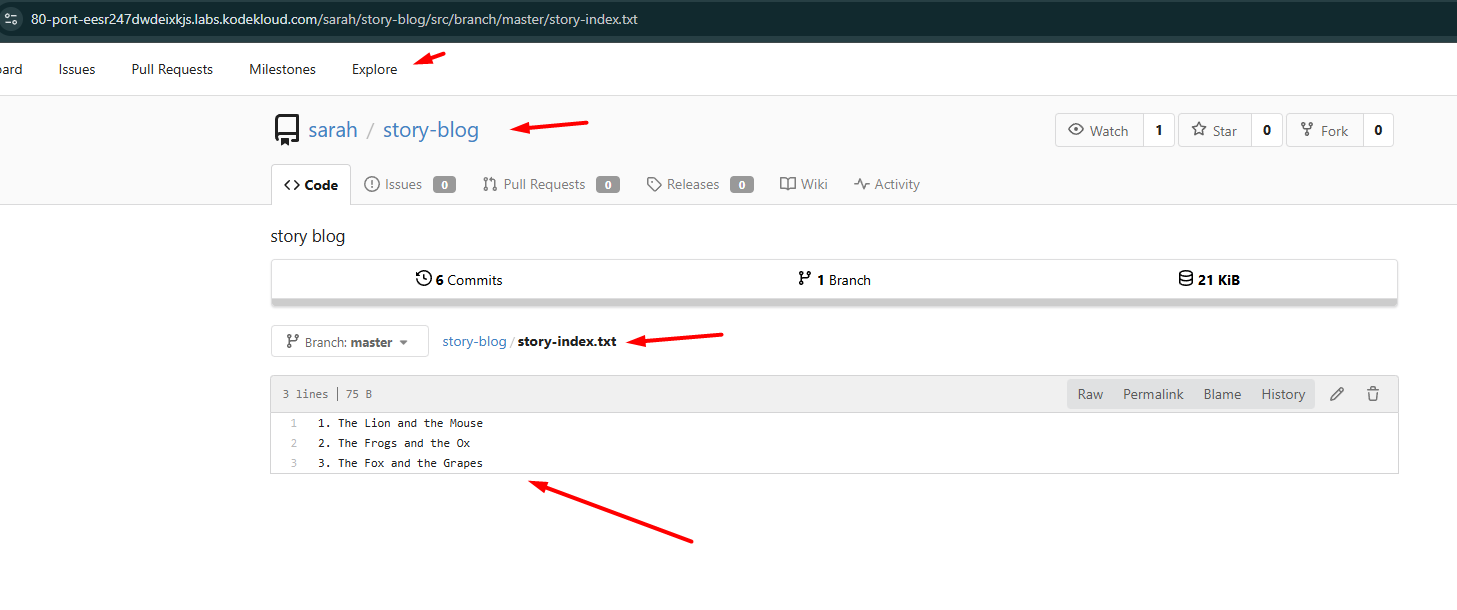 80-port-eesr247dwdeixkjs.labs.kodekloud.com/sarah/story-blog/src/branch/master/story-index.txt
Issues Pull Requests Milestones Explore
sarah / story-blog
Watch 1 Star 0 Fork 0
Code Issues 0 Pull Requests 0 Releases 0 Wiki Activity
story blog
6 Commits 1 Branch 21 KiB
Branch: master story-blog / story-index.txt
3 lines | 75 B Raw Permalink Blame History
1 1. The Lion and the Mouse
2 2. The Frogs and the Ox
3 3. The Fox and the Grapes